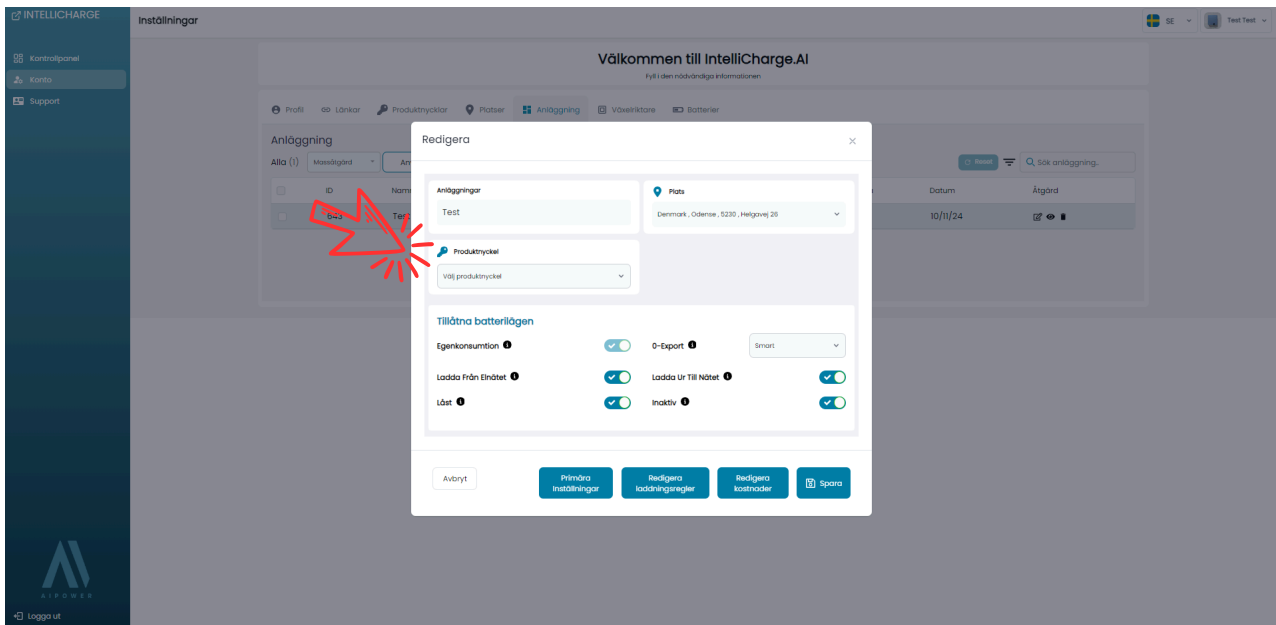 INTELLICHARGE
Inställningar
SE
Test Test
Kontrollpanel
Konto
Support
Välkommen till IntelliCharge.AI
Fyll i den nödvändiga informationen
Profil
Länkar
Produktnycklar
Platser
Anläggning
Växelriktare
Batterier
Anläggning
Redigera
Alla (1)
Massåtgärd
Reset
Sök anläggning..
ID
Datum
Åtgärd
643
10/11/24
Anläggningar
Test
Plats
Denmark , Odense , 5230 , Helgavej 26
Produktnyckel
Välj produktnyckel
Tillåtna batterilägen
Egenkonsumtion
0-Export
Smart
Ladda Från Elnätet
Ladda Ur Till Nätet
Låst
Inaktiv
Avbryt
Primära
Inställningar
Redigera
laddningsregler
Redigera
kostnader
Spara
AIPOWER
Logga ut